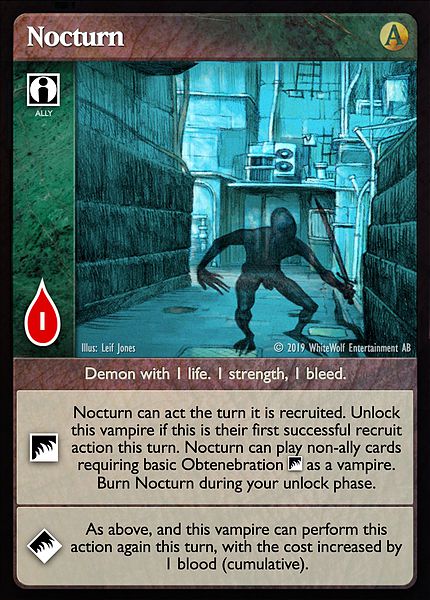 Nocturn
A
ALLY
1
Illus: Leif Jones
© 2019 WhiteWolf Entertainment AB
Demon with 1 life. 1 strength, 1 bleed.
Nocturn can act the turn it is recruited. Unlock
this vampire if this is their first successful recruit
action this turn. Nocturn can play non-ally cards
requiring basic Obtenebration as a vampire.
Burn Nocturn during your unlock phase.
As above, and this vampire can perform this
action again this turn, with the cost increased by
1 blood (cumulative).